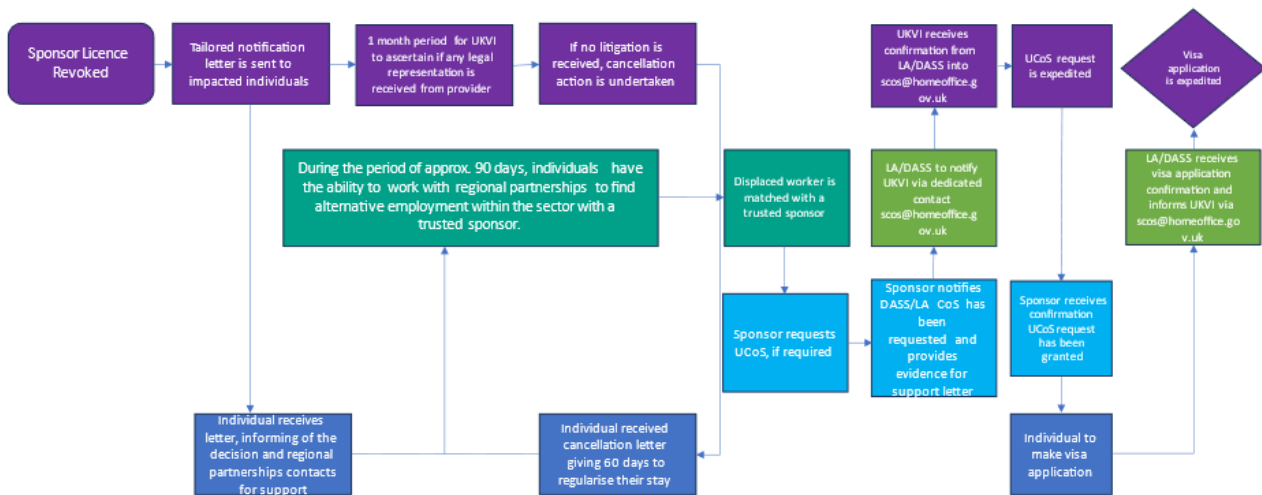 Sponsor Licence
Revoked
Tailored notification
letter is sent to
impacted individuals
1 month period for UKVI
to ascertain if any legal
representation is
received from provider
If no litigation is
received, cancellation
action is undertaken
UKVI receives
confirmation from
LA/DASS into
scos@homeoffice.g
ov.uk
UCoS request
is expedited
Visa
application
is expedited
During the period of approx. 90 days, individuals have
the ability to work with regional partnerships to find
alternative employment within the sector with a
trusted sponsor.
Displaced worker is
matched with a
trusted sponsor
LA/DASS to notify
UKVI via dedicated
contact
scos@homeoffice.g
ov.uk
LA/DASS receives
visa application
confirmation and
informs UKVI via
scos@homeoffice.go
v.uk
Sponsor requests
UCoS, if required
Sponsor notifies
DASS/LA CoS has
been
requested and
provides
evidence for
support letter
Sponsor receives
confirmation
UCoS request
has been
granted
Individual receives
letter, informing of the
decision and regional
partnerships contacts
for support
Individual received
cancellation letter
giving 60 days to
regularise their stay
Individual to
make visa
application